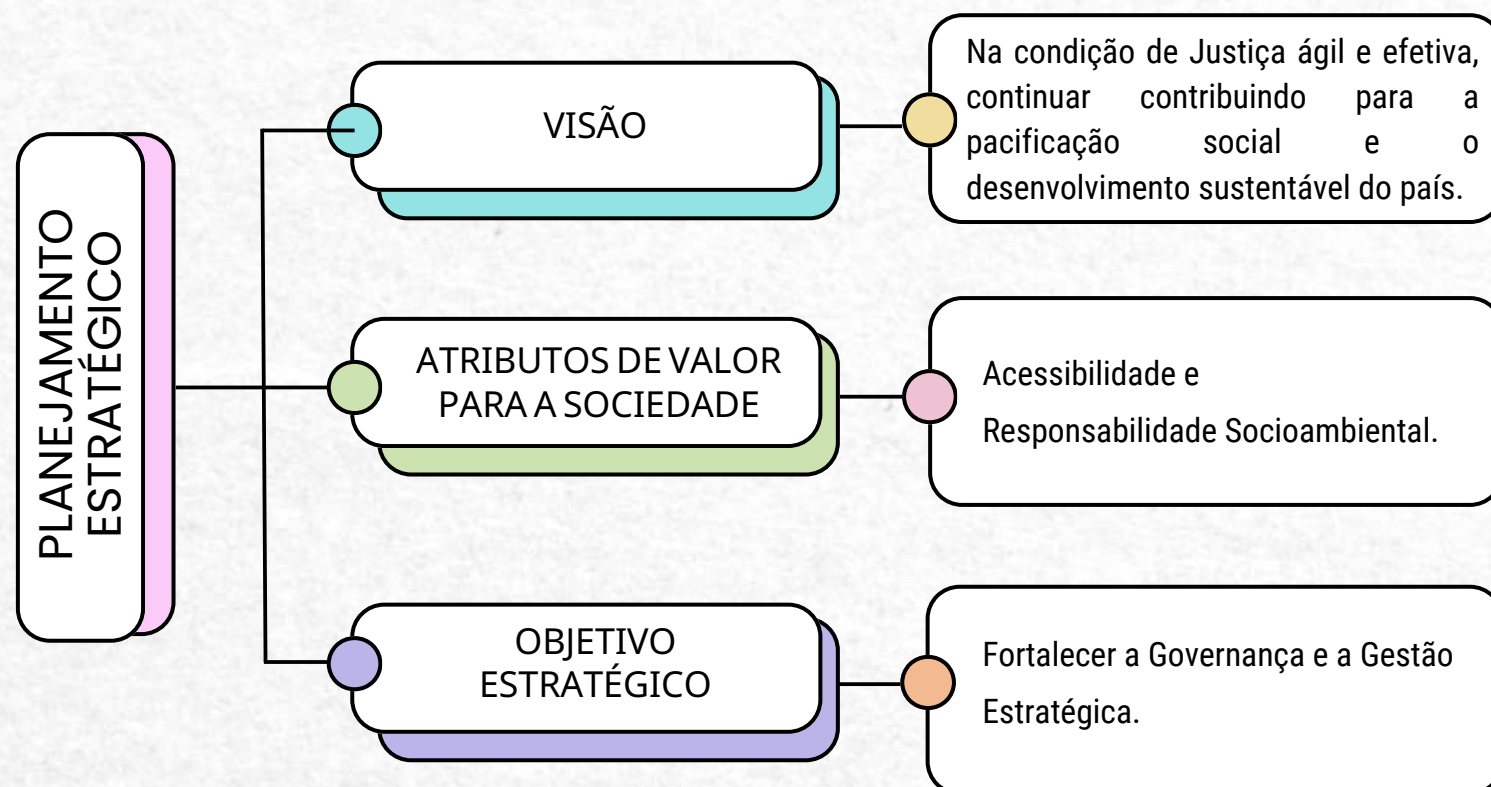 PLANEJAMENTO
ESTRATÉGICO
VISÃO
Na condição de Justiça ágil e efetiva,
continuar contribuindo para a
pacificação social e o
desenvolvimento sustentável do país.
ATRIBUTOS DE VALOR
PARA A SOCIEDADE
Acessibilidade e
Responsabilidade Socioambiental.
OBJETIVO
ESTRATÉGICO
Fortalecer a Governança e a Gestão
Estratégica.